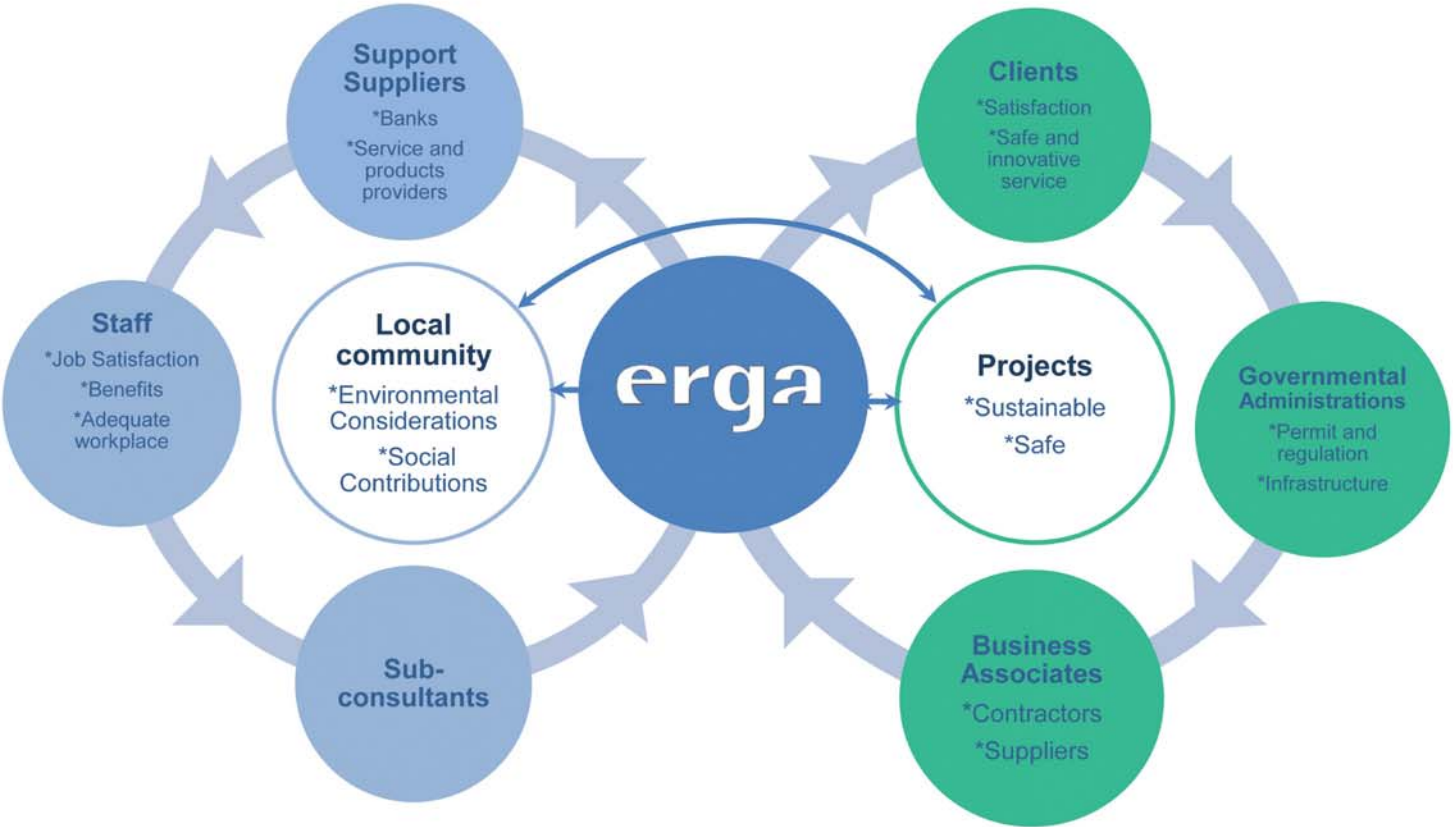 Support
Suppliers
*Banks
*Service and
products
providers
Clients
*Satisfaction
*Safe and
innovative
service
Staff
*Job Satisfaction
*Benefits
*Adequate
workplace
Local
community
*Environmental
Considerations
*Social
Contributions
erga
Projects
*Sustainable
*Safe
Governmental
Administrations
*Permit and
regulation
*Infrastructure
Sub-
consultants
Business
Associates
*Contractors
*Suppliers